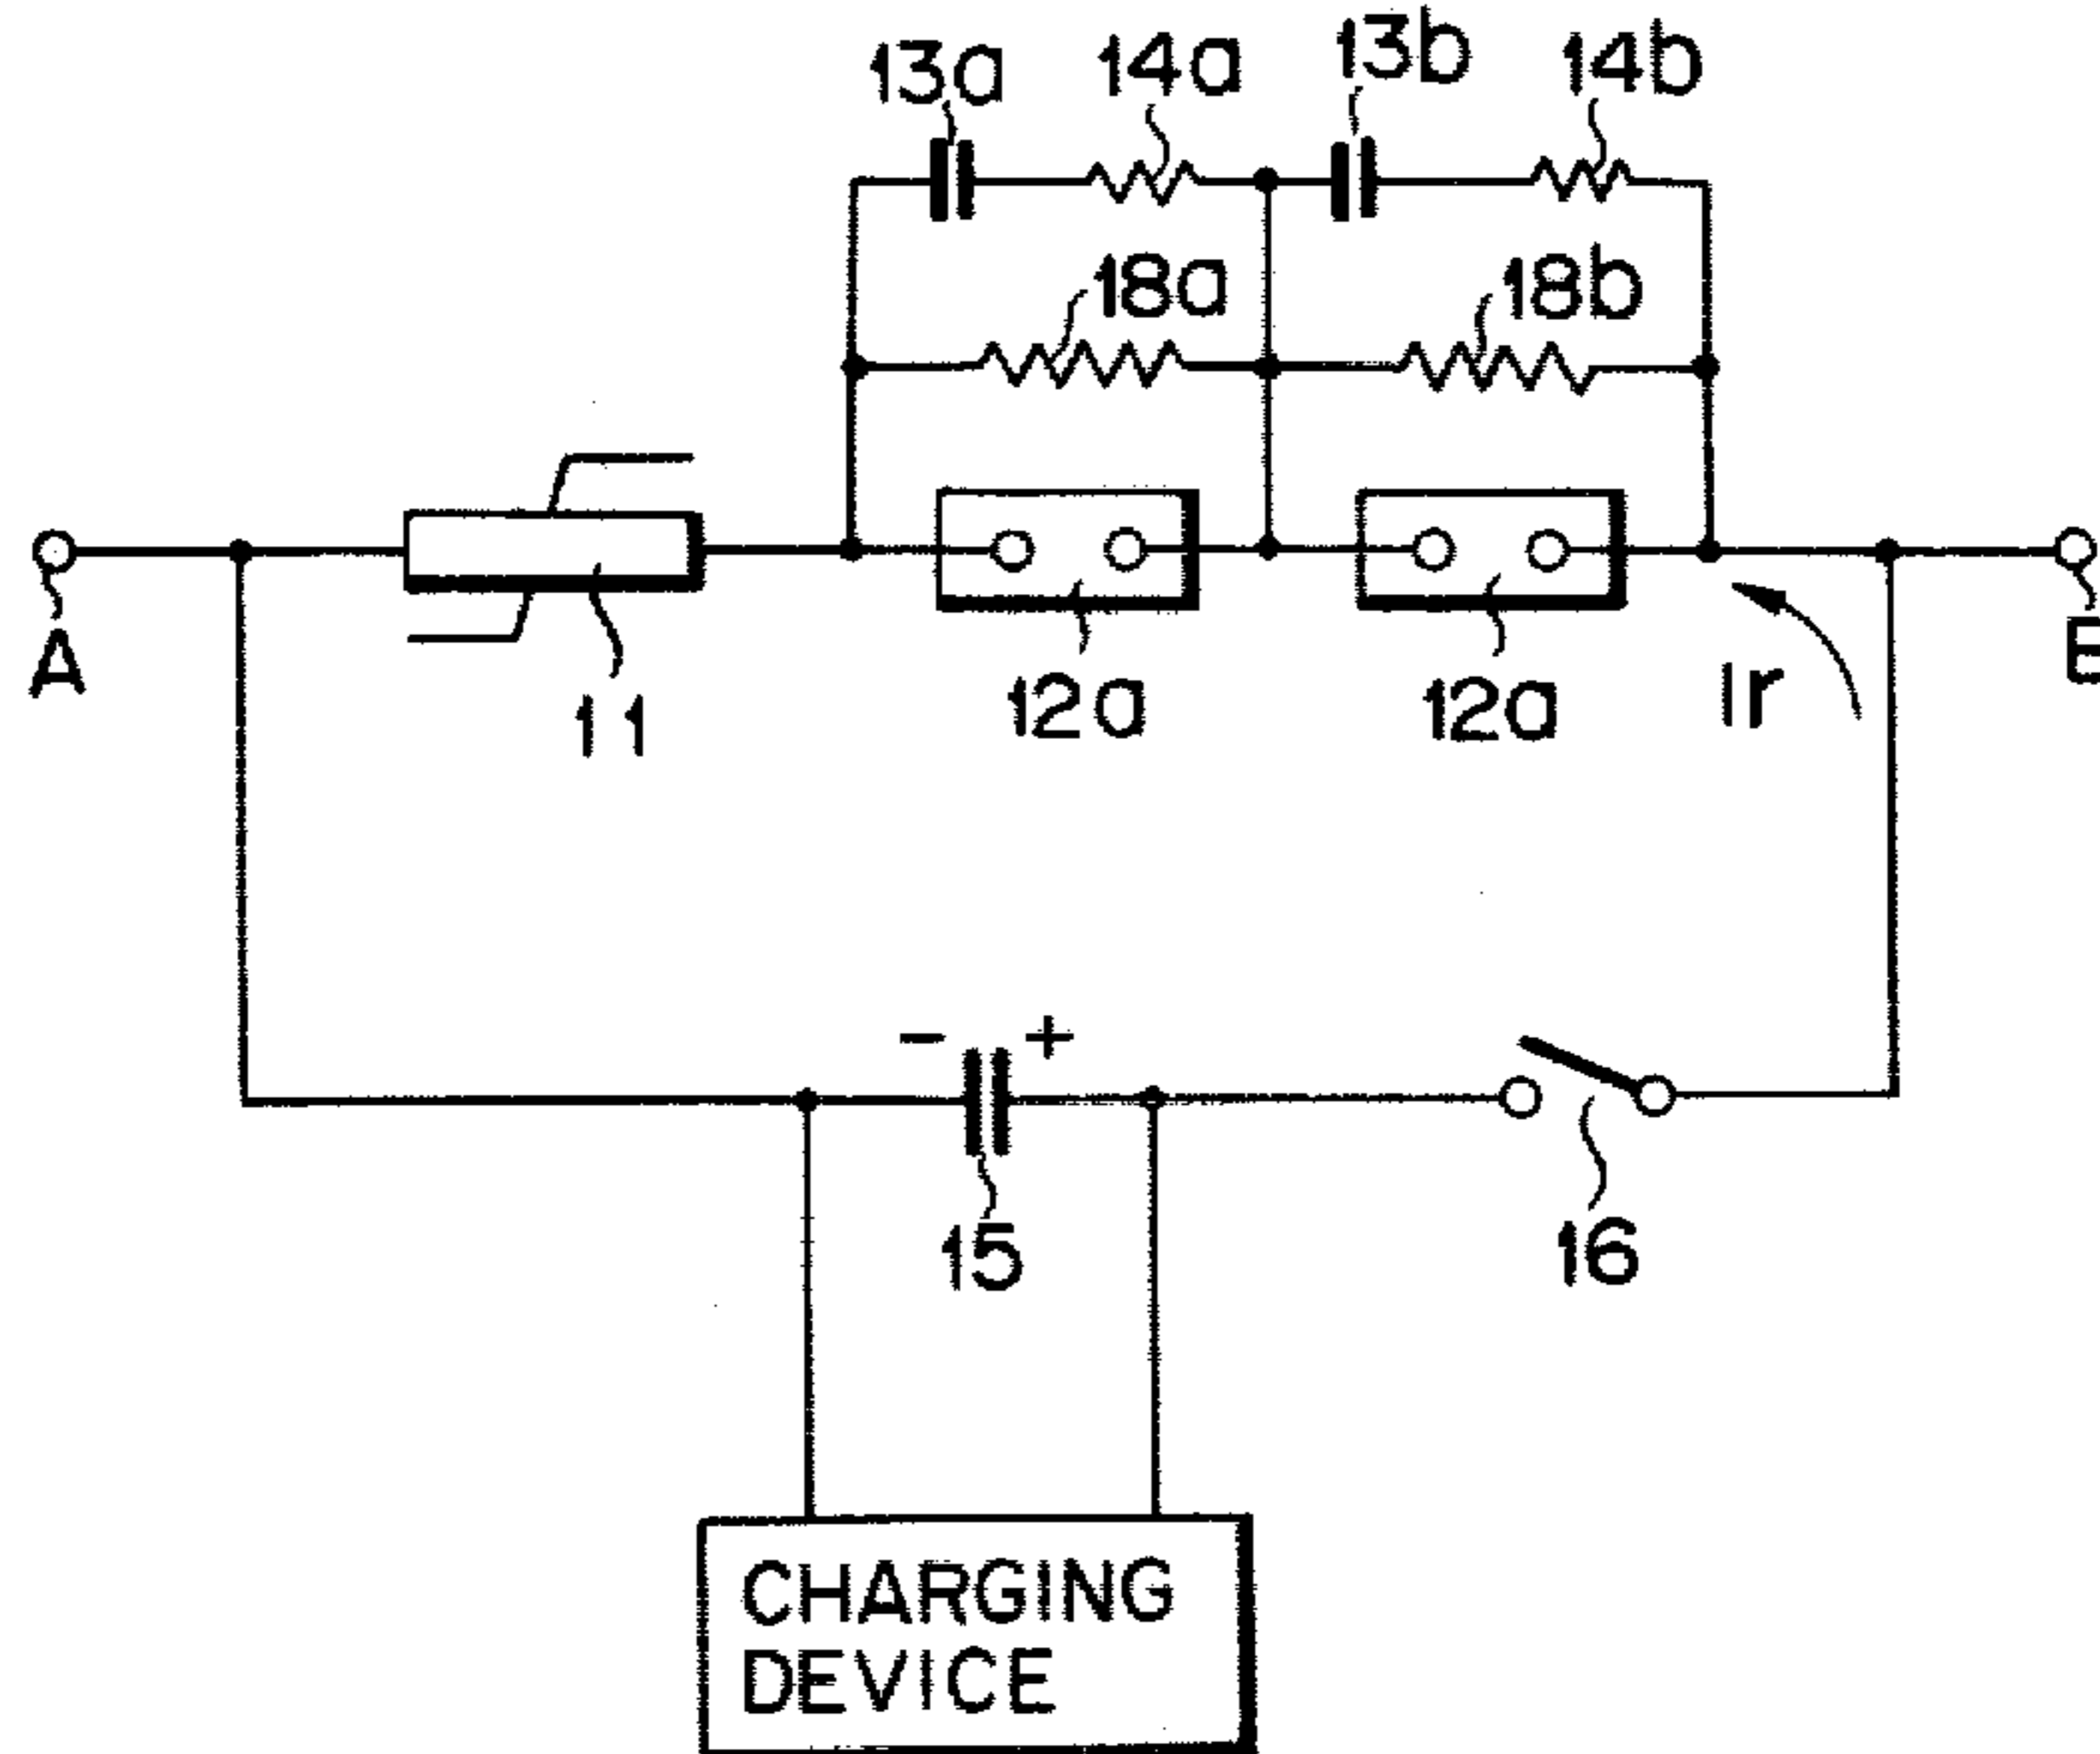 13a 14a 13b 14b
18a 18b
A
11
12a 12a Ir
- +
15
16
CHARGING
DEVICE